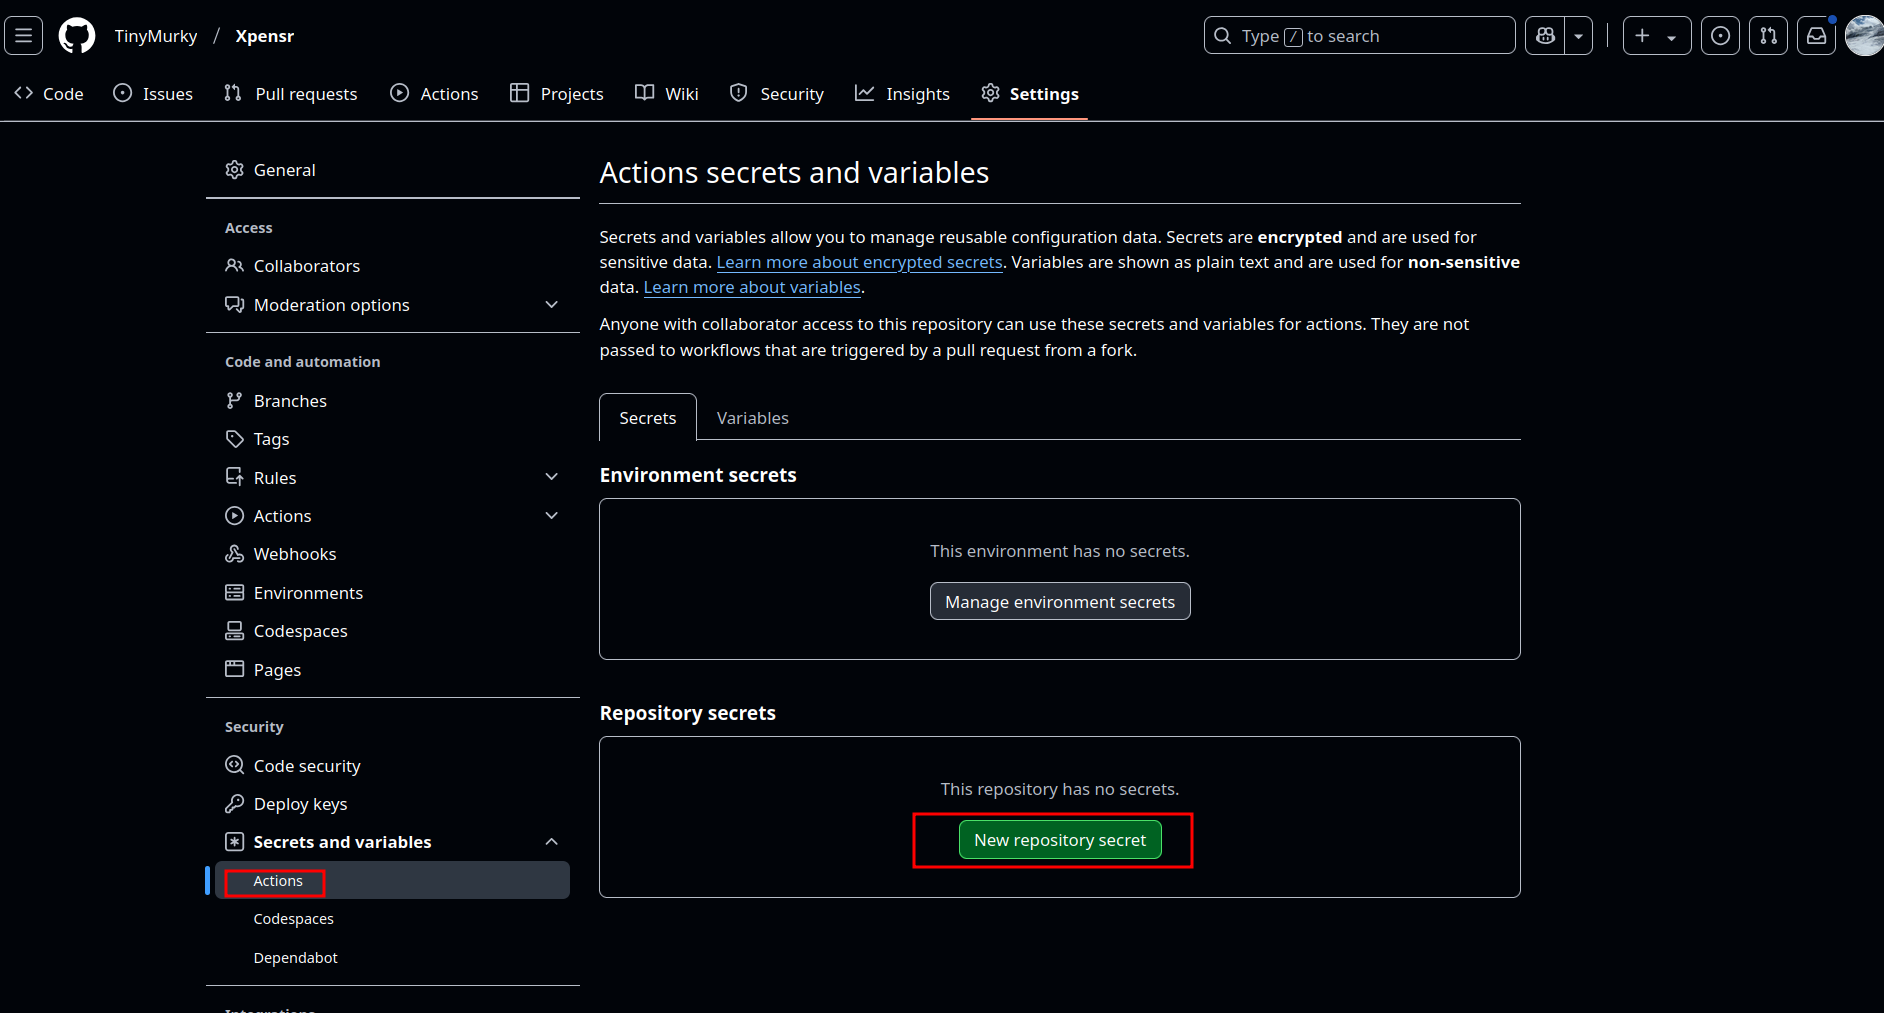 TinyMurky / Xpensr
Type / to search
Code Issues Pull requests Actions Projects Wiki Security Insights Settings
General
Access
Collaborators
Moderation options
Code and automation
Branches
Tags
Rules
Actions
Webhooks
Environments
Codespaces
Pages
Security
Code security
Deploy keys
Secrets and variables
Actions
Codespaces
Dependabot
Integrations
Actions secrets and variables
Secrets and variables allow you to manage reusable configuration data. Secrets are encrypted and are used for
sensitive data. Learn more about encrypted secrets. Variables are shown as plain text and are used for non-sensitive
data. Learn more about variables.
Anyone with collaborator access to this repository can use these secrets and variables for actions. They are not
passed to workflows that are triggered by a pull request from a fork.
Secrets Variables
Environment secrets
This environment has no secrets.
Manage environment secrets
Repository secrets
This repository has no secrets.
New repository secret